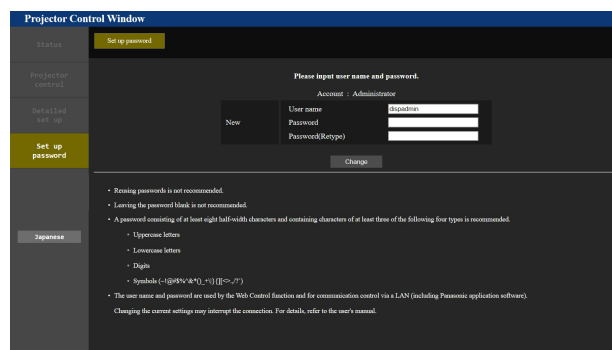 Projector Control Window
Status
Set up password
Projector control
Detailed set up
Set up password
Japanese
Please input user name and password.
Account : Administrator
New
User name
dispadmin
Password
Password(Retype)
Change
• Reusing passwords is not recommended.
• Leaving the password blank is not recommended.
• A password consisting of at least eight half-width characters and containing characters of at least three of the following four types is recommended.
• Uppercase letters
• Lowercase letters
• Digits
• Symbols
• The user name and password are used by the Web Control function and for communication control via a LAN (including Panasonic application software).
Changing the current settings may interrupt the connection. For details, refer to the user's manual.